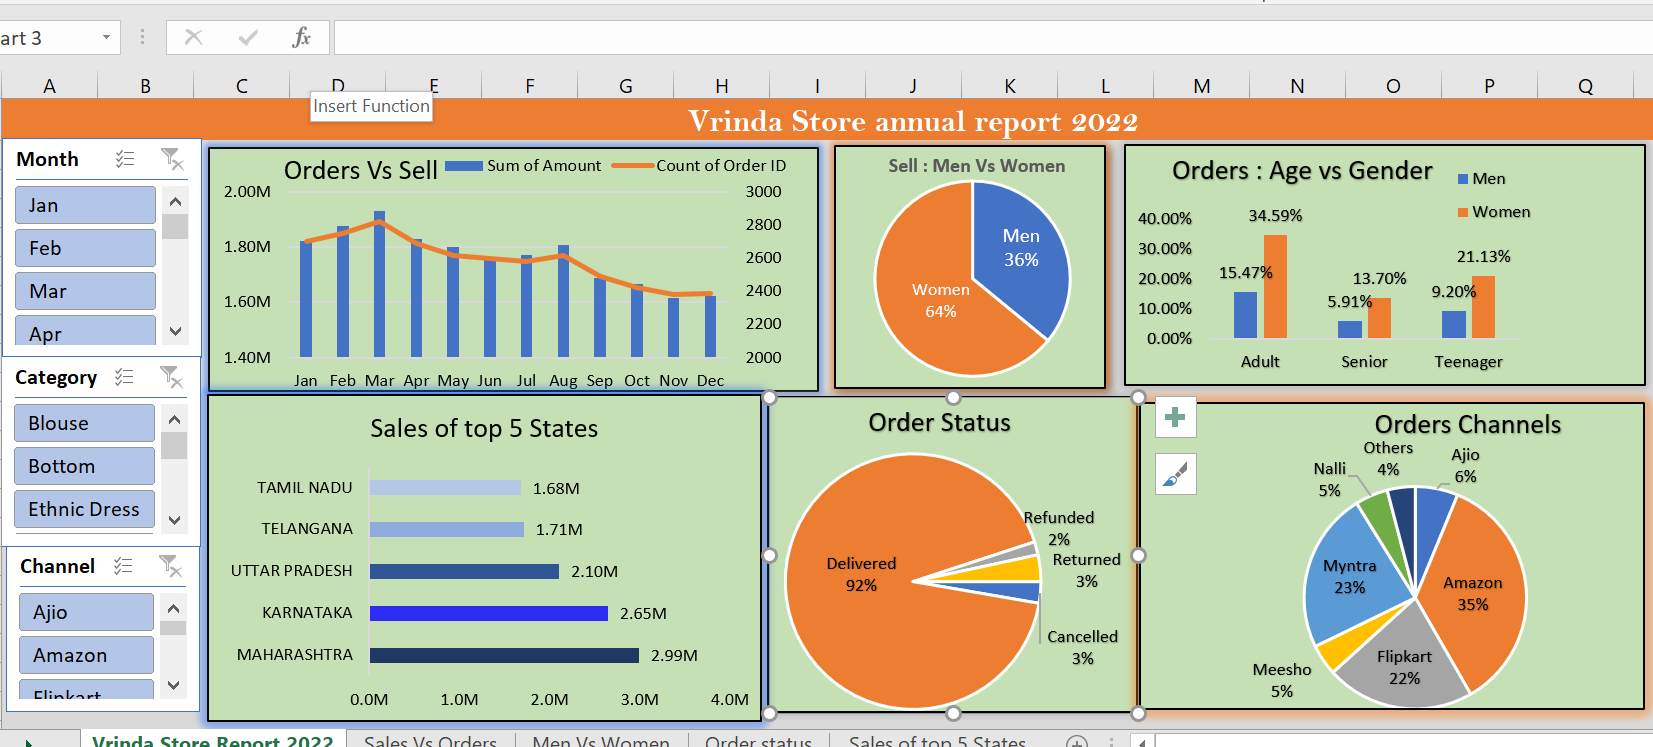 art 3
fx
A B C D E F G H I J K L M N O P Q
Insert Function
Vrinda Store annual report 2022
Month
Jan
Feb
Mar
Apr
Category
Blouse
Bottom
Ethnic Dress
Channel
Ajio
Amazon
Flipkart
Orders Vs Sell
Sum of Amount
Count of Order ID
2.00M
1.80M
1.60M
1.40M
3000
2800
2600
2400
2200
2000
Jan Feb Mar Apr May Jun Jul Aug Sep Oct Nov Dec
Sell : Men Vs Women
Men
36%
Women
64%
Orders : Age vs Gender
Men
Women
40.00%
30.00%
20.00%
10.00%
0.00%
15.47%
34.59%
5.91%
13.70%
9.20%
21.13%
Adult Senior Teenager
Sales of top 5 States
TAMIL NADU 1.68M
TELANGANA 1.71M
UTTAR PRADESH 2.10M
KARNATAKA 2.65M
MAHARASHTRA 2.99M
0.0M 1.0M 2.0M 3.0M 4.0M
Order Status
Refunded
2%
Returned
3%
Delivered
92%
Cancelled
3%
Orders Channels
Others
4%
Ajio
6%
Nalli
5%
Myntra
23%
Amazon
35%
Flipkart
22%
Meesho
5%
Vrinda Store Report 2022 Sales Vs Orders Men Vs Women Order status Sales of top 5 States